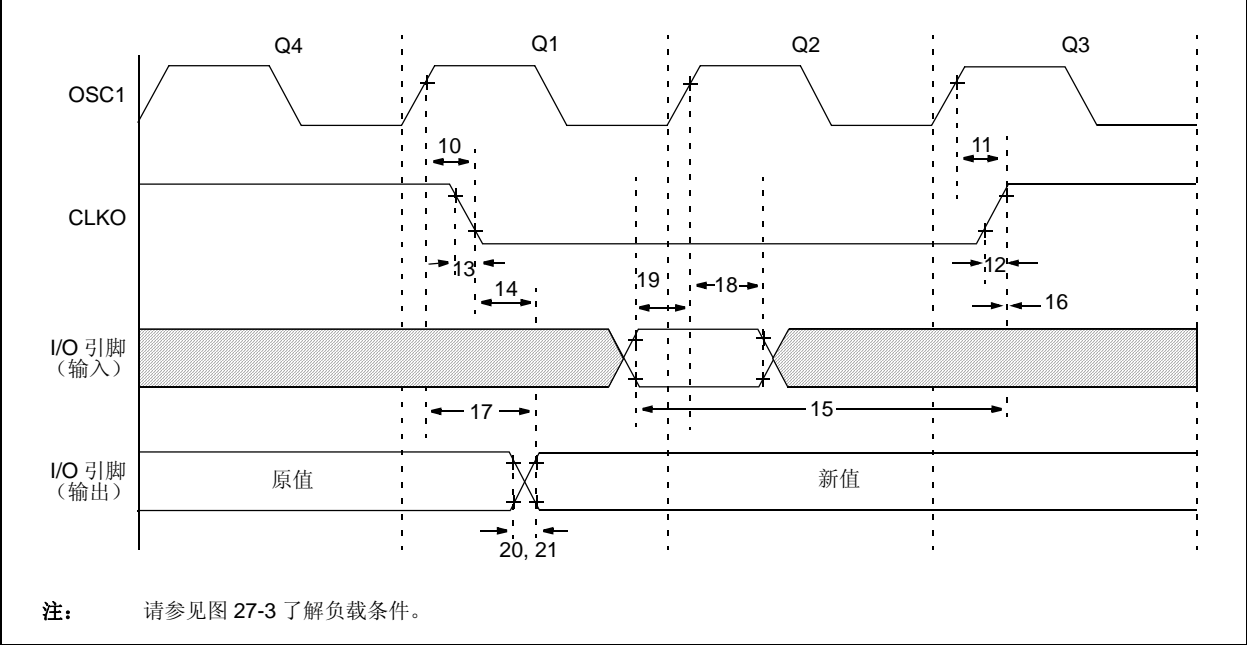 Q4 Q1 Q2 Q3
OSC1
10 11
CLKO
13 12
14 19 18 16
I/O 引脚
（输入）
17 15
I/O 引脚
（输出）
原值 新值
20, 21
注： 请参见图 27-3 了解负载条件。